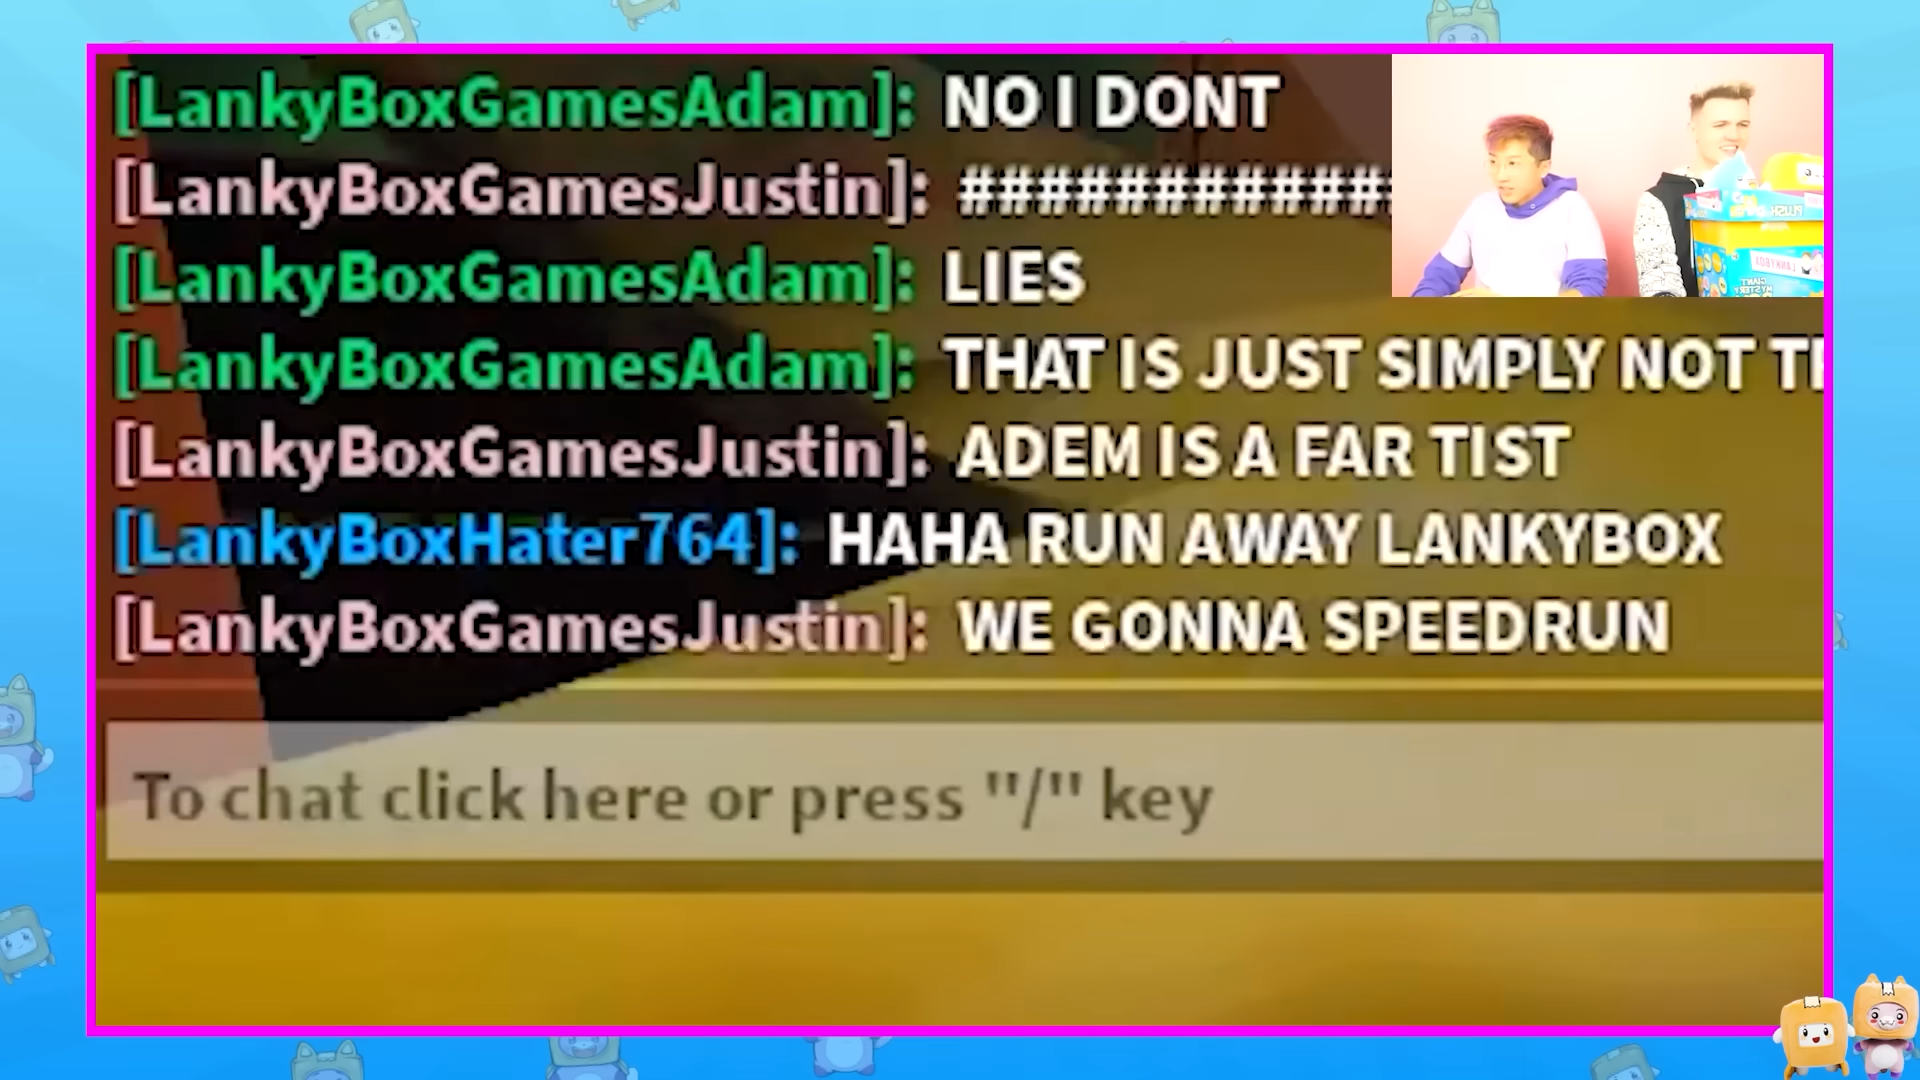 [LankyBoxGamesAdam]: NO I DONT
[LankyBoxGamesJustin]: ################
[LankyBoxGamesAdam]: LIES
[LankyBoxGamesAdam]: THAT IS JUST SIMPLY NOT
[LankyBoxGamesJustin]: ADEM IS A FAR TIST
[LankyBoxHater764]: HAHA RUN AWAY LANKYBOX
[LankyBoxGamesJustin]: WE GONNA SPEEDRUN
To chat click here or press "/" key